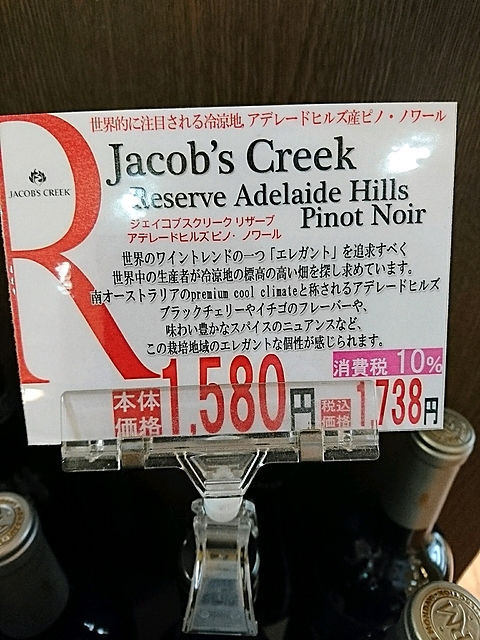 世界的に注目される冷涼地,アデレードヒルズ産ピノ・ノワール
Jacob's Creek
JACOB'S CREEK
Reserve Adelaide Hills
Pinot Noir
ジェイコブスクリーク リザーブ
アデレードヒルズ ピノ・ノワール
世界のワイントレンドの一つ「エレガント」を追求すべく
世界中の生産者が冷涼地の標高の高い畑を探し求めています。
南オーストラリアのpremium cool climateと称されるアデレードヒルズ
ブラックチェリーやイチゴのフレーバーや、
味わい豊かなスパイスのニュアンスなど、
この栽培地域のエレガントな個性が感じられます。
消費税 10%
本体価格 1,580円
税込価格 1,738円
R